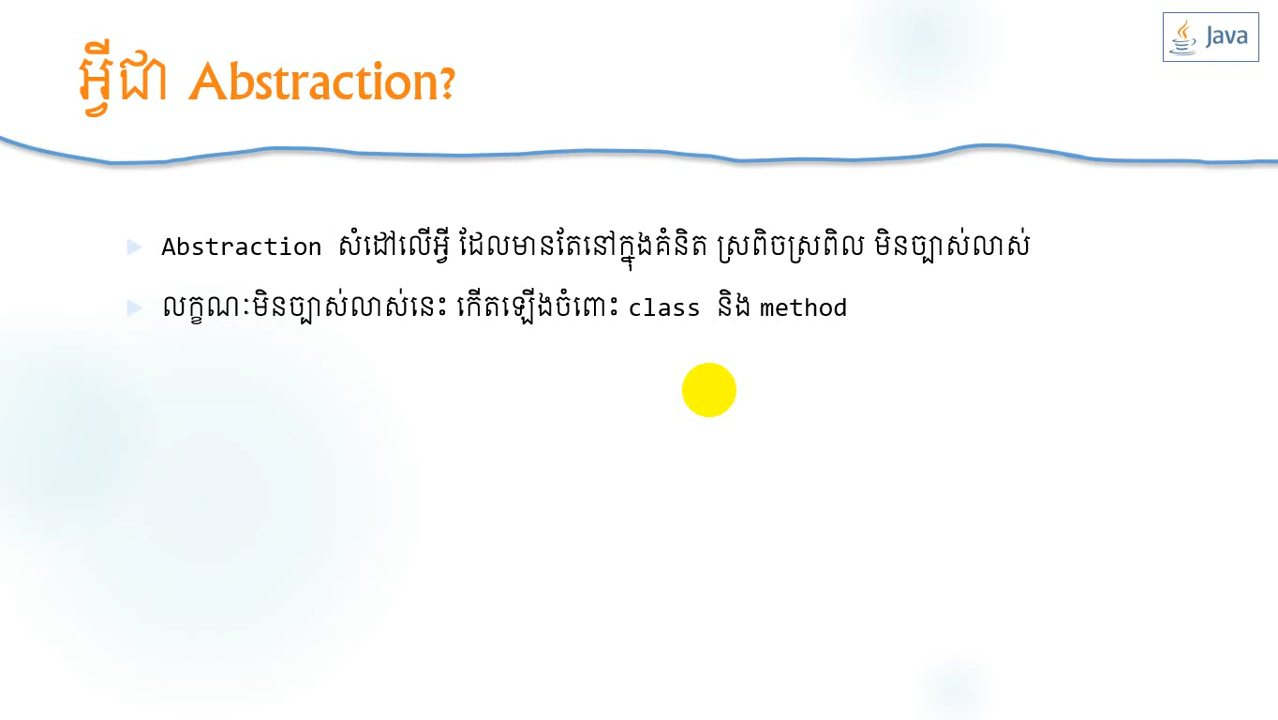 Java
អ្វីជា Abstraction?
Abstraction សំដៅលើអ្វី ដែលមានតែនៅក្នុងគំនិត ស្រពិចស្រពិល មិនច្បាស់លាស់
លក្ខណៈមិនច្បាស់លាស់នេះ កើតឡើងចំពោះ class និង method